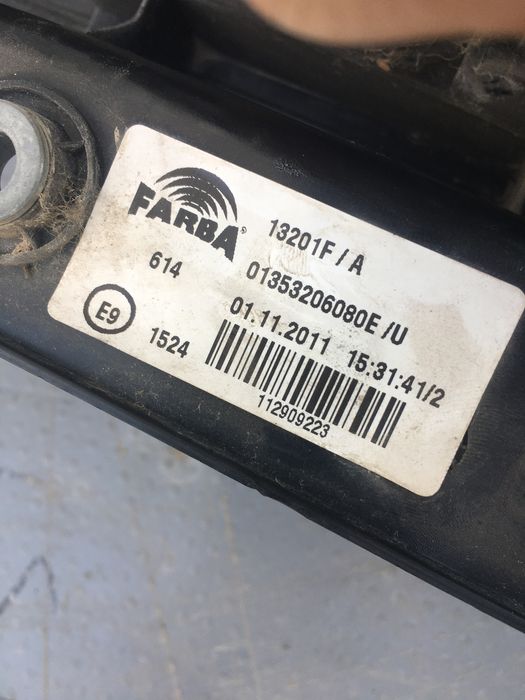 FARBA®
13201F / A
614
01353206080E /U
E9
01.11.2011 15:31:41/2
1524
112909223